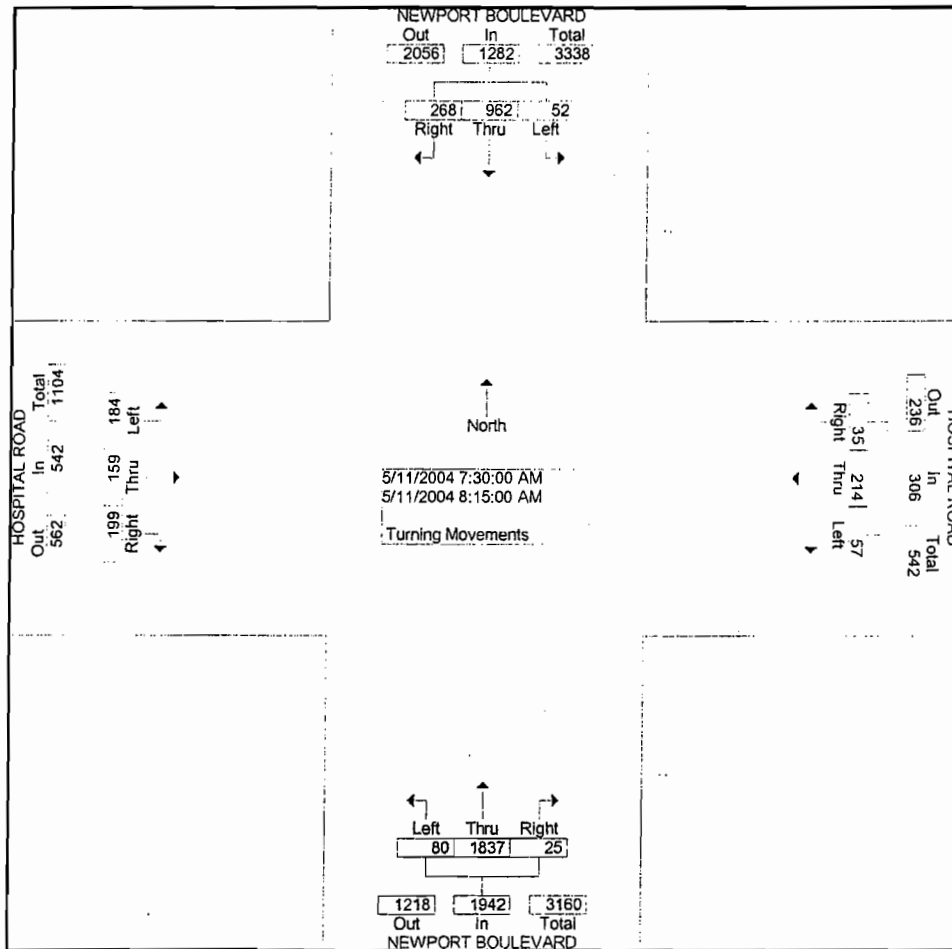 NEWPORT BOULEVARD
Out In Total
2056 1282 3338
268 962 52
Right Thru Left
HOSPITAL ROAD
Out In Total
562 542 1104
199 159 184
Right Thru Left
North
5/11/2004 7:30:00 AM
5/11/2004 8:15:00 AM
Turning Movements
Right Thru Left
35 214 57
Out In Total
236 306 542
HOSPITAL ROAD
Left Thru Right
80 1837 25
1218 1942 3160
Out In Total
NEWPORT BOULEVARD